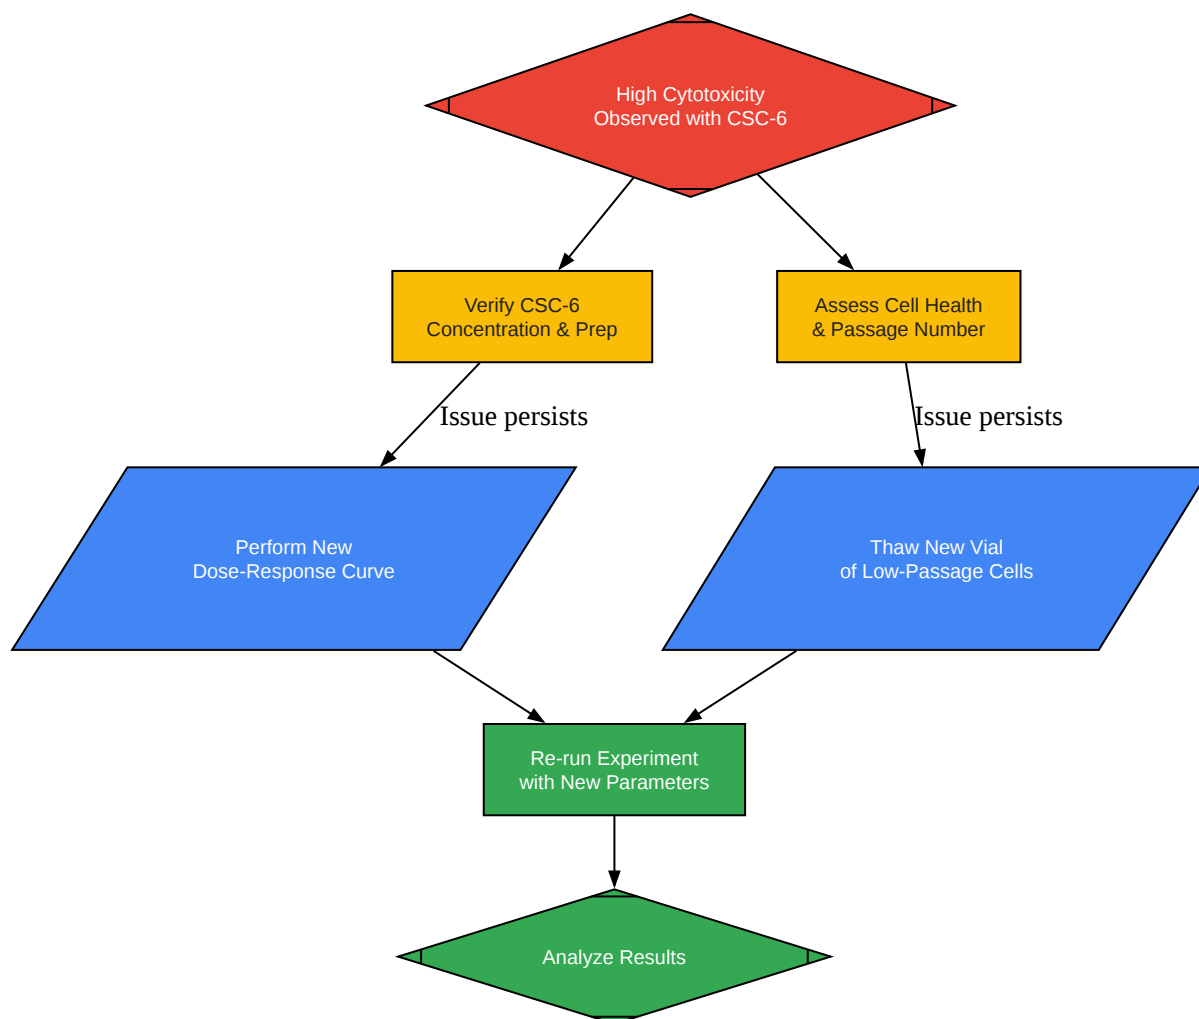 High Cytotoxicity
Observed with CSC-6
Verify CSC-6
Concentration & Prep
Assess Cell Health
& Passage Number
Issue persists
Issue persists
Perform New
Dose-Response Curve
Thaw New Vial
of Low-Passage Cells
Re-run Experiment
with New Parameters
Analyze Results